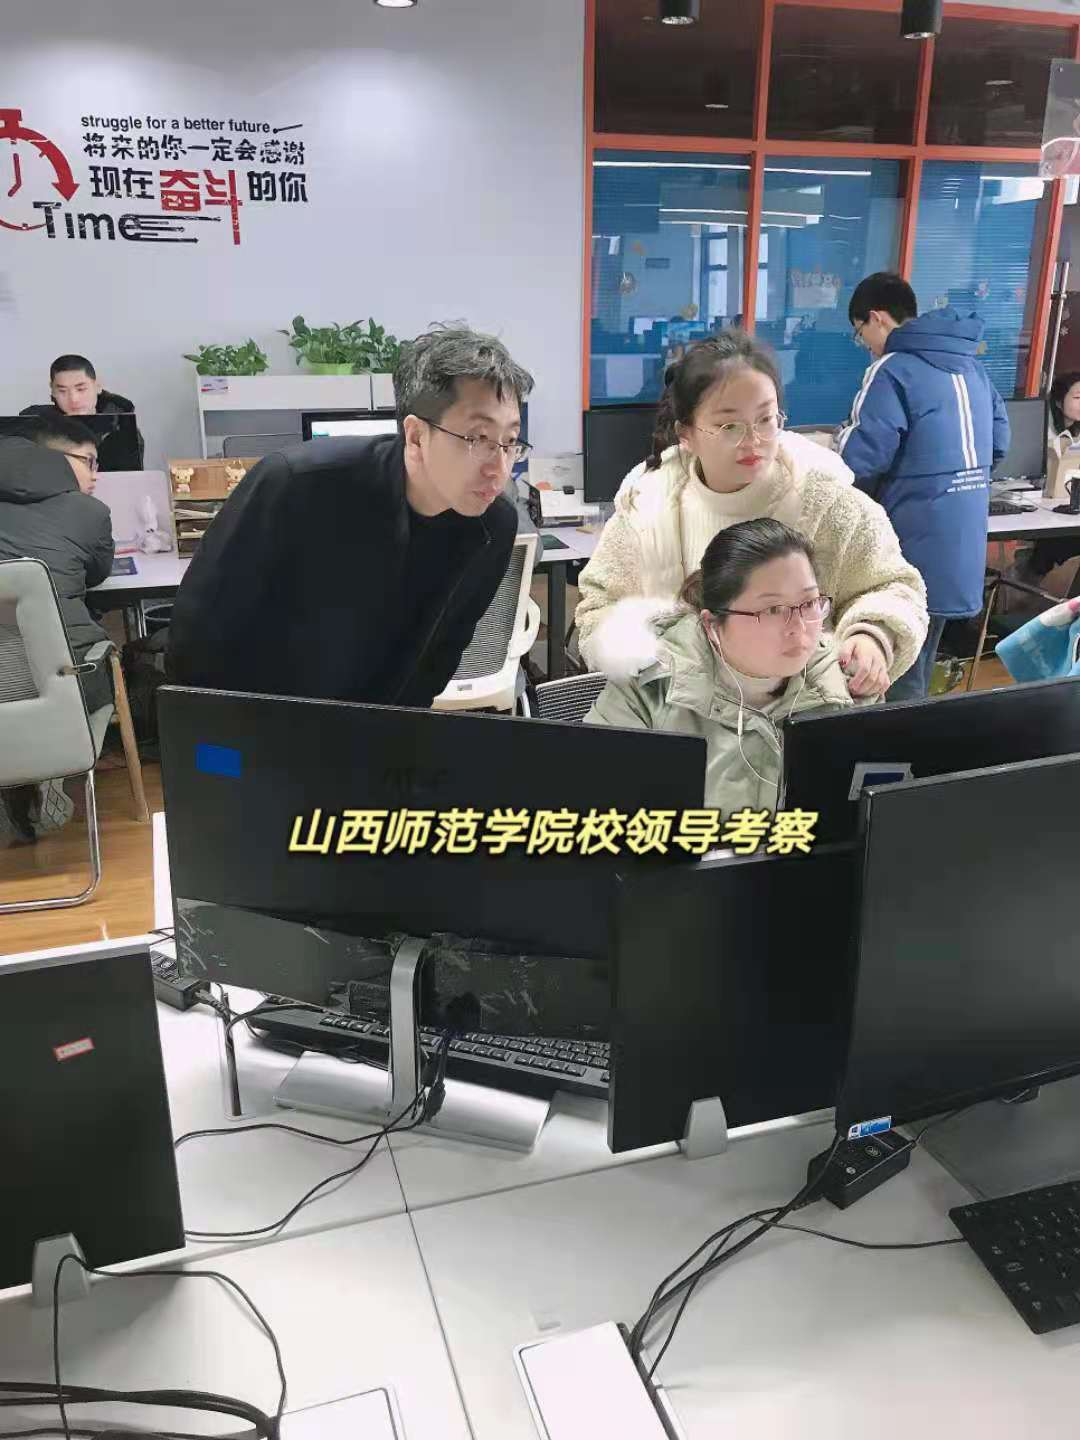 struggle for a better future
将来的你一定会感谢
现在奋斗的你
Time
山西师范学院校领导考察